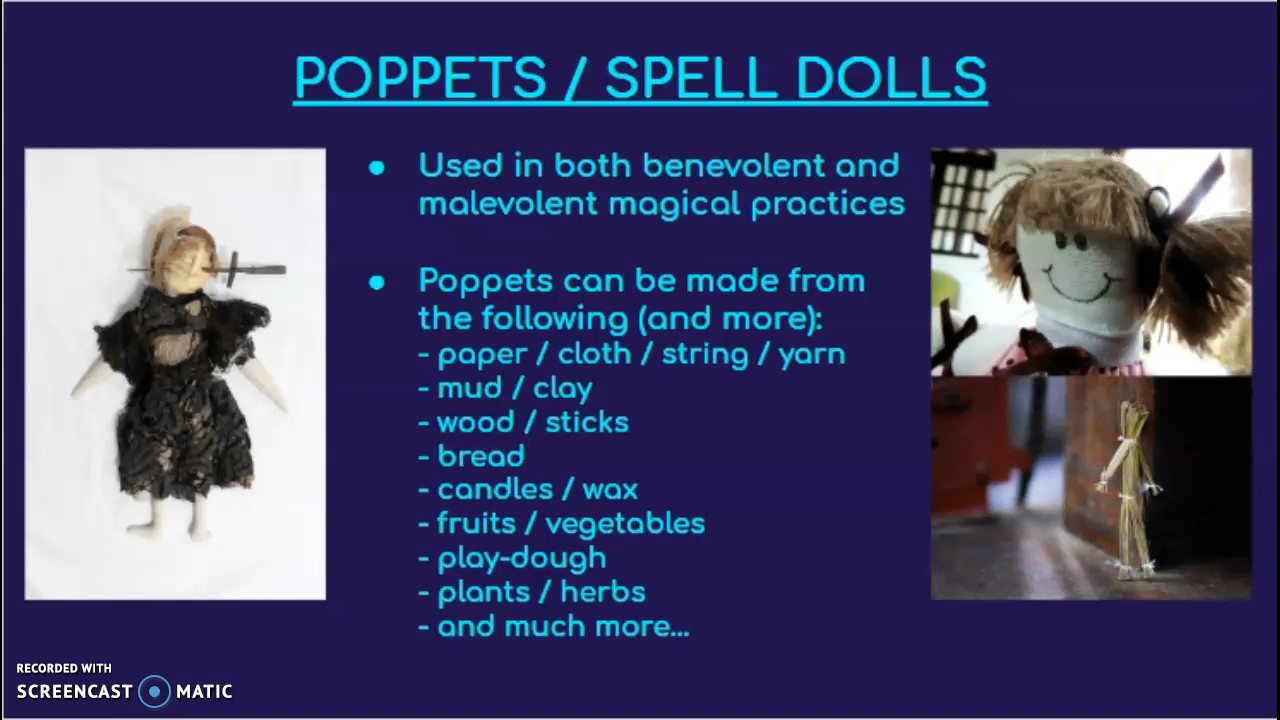 POPPETS / SPELL DOLLS
● Used in both benevolent and
malevolent magical practices
● Poppets can be made from
the following (and more):
- paper / cloth / string / yarn
- mud / clay
- wood / sticks
- bread
- candles / wax
- fruits / vegetables
- play-dough
- plants / herbs
- and much more...
RECORDED WITH
SCREENCAST MATIC